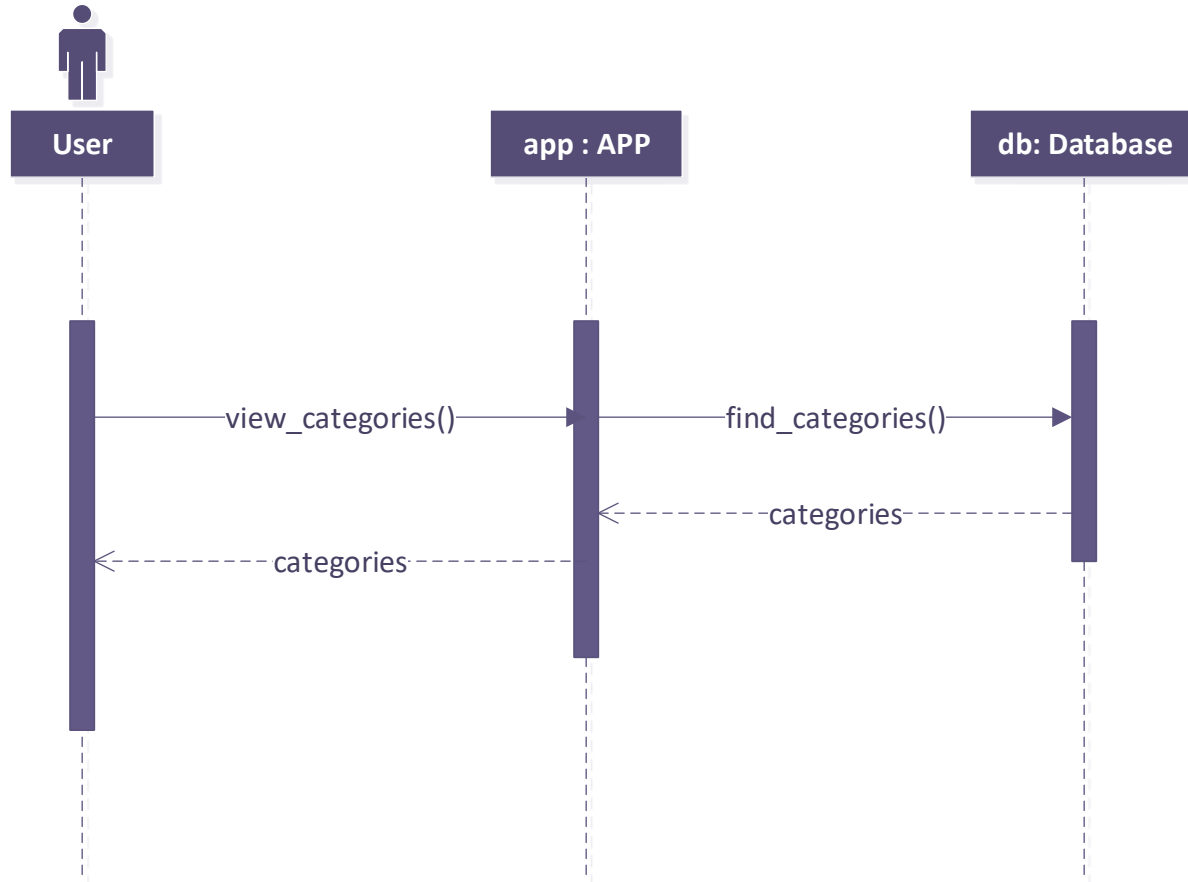 User
app : APP
db: Database
view_categories()
find_categories()
categories
categories